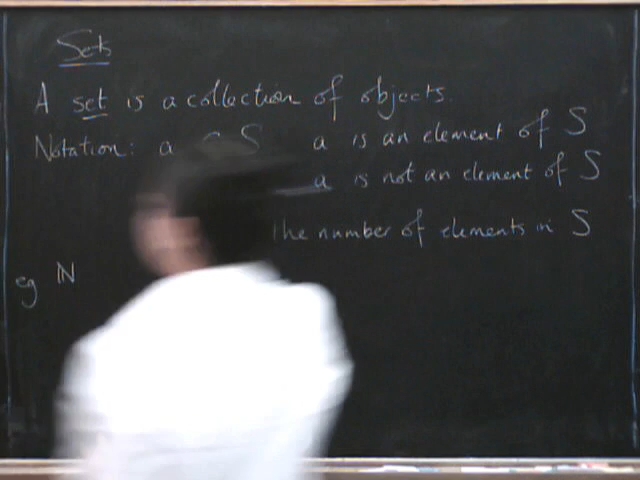 Sets
A set is a collection of objects.
Notation: a ∈ S a is an element of S
a is not an element of S
the number of elements in S
eg ℕ